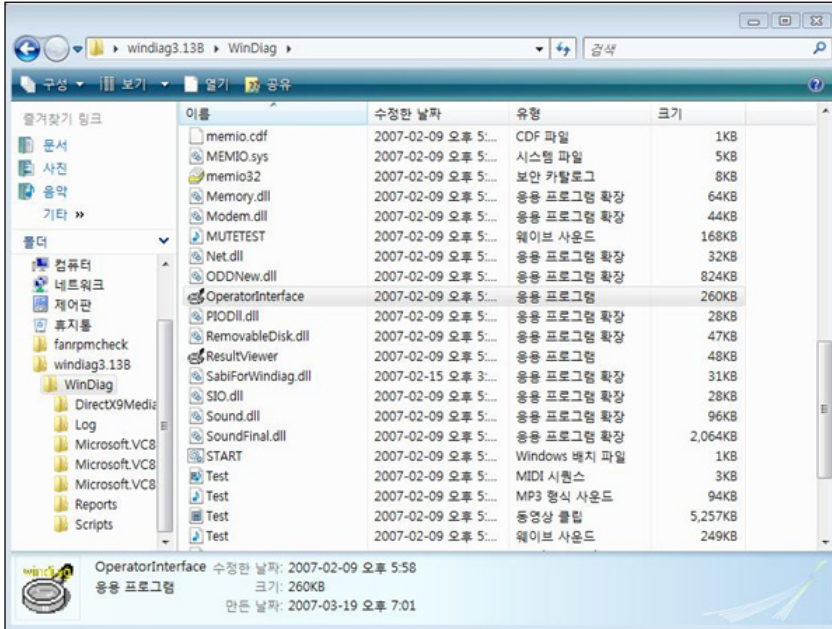 windiag3.13B ▸ WinDiag ▸ 검색
구성 보기 열기 공유
즐겨찾기 링크
문서
사진
음악
기타 »
폴더
컴퓨터
네트워크
제어판
휴지통
fanrpmcheck
windiag3.13B
WinDiag
DirectX9Media
Log
Microsoft.VC8
Microsoft.VC8
Microsoft.VC8
Reports
Scripts
이름 수정한 날짜 유형 크기
memio.cdf 2007-02-09 오후 5:... CDF 파일 1KB
MEMIO.sys 2007-02-09 오후 5:... 시스템 파일 5KB
memio32 2007-02-09 오후 5:... 보안 카탈로그 8KB
Memory.dll 2007-02-09 오후 5:... 응용 프로그램 확장 64KB
Modem.dll 2007-02-09 오후 5:... 응용 프로그램 확장 44KB
MUTETEST 2007-02-09 오후 5:... 웨이브 사운드 168KB
Net.dll 2007-02-09 오후 5:... 응용 프로그램 확장 32KB
ODDNew.dll 2007-02-09 오후 5:... 응용 프로그램 확장 824KB
OperatorInterface 2007-02-09 오후 5:... 응용 프로그램 260KB
PIODll.dll 2007-02-09 오후 5:... 응용 프로그램 확장 28KB
RemovableDisk.dll 2007-02-09 오후 5:... 응용 프로그램 확장 47KB
ResultViewer 2007-02-09 오후 5:... 응용 프로그램 48KB
SabiForWindiag.dll 2007-02-15 오후 3:... 응용 프로그램 확장 31KB
SIO.dll 2007-02-09 오후 5:... 응용 프로그램 확장 28KB
Sound.dll 2007-02-09 오후 5:... 응용 프로그램 확장 96KB
SoundFinal.dll 2007-02-09 오후 5:... 응용 프로그램 확장 2,064KB
START 2007-02-09 오후 5:... Windows 배치 파일 1KB
Test 2007-02-09 오후 5:... MIDI 시퀀스 3KB
Test 2007-02-09 오후 5:... MP3 형식 사운드 94KB
Test 2007-02-09 오후 5:... 동영상 클립 5,257KB
Test 2007-02-09 오후 5:... 웨이브 사운드 249KB
windiag
OperatorInterface 수정한 날짜: 2007-02-09 오후 5:58
응용 프로그램 크기: 260KB
만든 날짜: 2007-03-19 오후 7:01